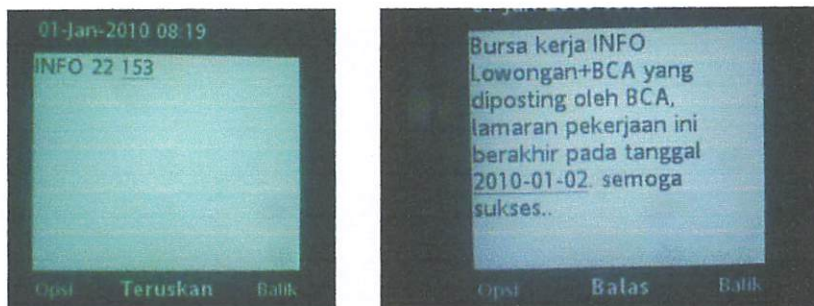 01-Jan-2010 08:19
INFO 22 153
Opsi Teruskan Balik
Bursa kerja INFO
Lowongan+BCA yang
diposting oleh BCA,
lamaran pekerjaan ini
berakhir pada tanggal
2010-01-02. semoga
sukses..
Opsi Balas Balik